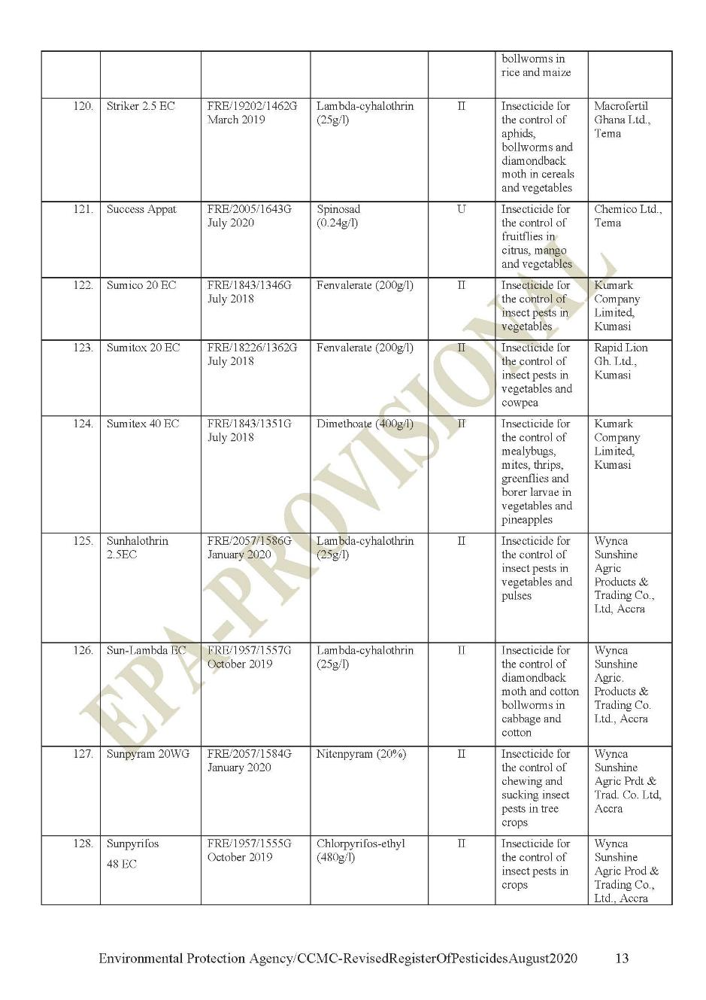 bollworms in
rice and maize
120. Striker 2.5 EC FRE/19202/1462G Lambda-cyhalothrin II Insecticide for Macrofertil
March 2019 (25g/l) the control of Ghana Ltd.,
aphids, Tema
bollworms and
diamondback
moth in cereals
and vegetables
121. Success Appat FRE/2005/1643G Spinosad U Insecticide for Chemico Ltd.,
July 2020 (0.24g/l) the control of Tema
fruitflies in
citrus, mango
and vegetables
122. Sumico 20 EC FRE/1843/1346G Fenvalerate (200g/l) II Insecticide for Kumark
July 2018 the control of Company
insect pests in Limited,
vegetables Kumasi
123. Sumitox 20 EC FRE/18226/1362G Fenvalerate (200g/l) II Insecticide for Rapid Lion
July 2018 the control of Gh. Ltd.,
insect pests in Kumasi
vegetables and
cowpea
124. Sumitex 40 EC FRE/1843/1351G Dimethoate (400g/l) II Insecticide for Kumark
July 2018 the control of Company
mealybugs, Limited,
mites, thrips, Kumasi
greenflies and
borer larvae in
vegetables and
pineapples
125. Sunhalothrin FRE/2057/1586G Lambda-cyhalothrin II Insecticide for Wynca
2.5EC January 2020 (25g/l) the control of Sunshine
insect pests in Agric
vegetables and Products &
pulses Trading Co.,
Ltd, Accra
126. Sun-Lambda EC FRE/1957/1557G Lambda-cyhalothrin II Insecticide for Wynca
October 2019 (25g/l) the control of Sunshine
diamondback Agric.
moth and cotton Products &
bollworms in Trading Co.
cabbage and Ltd., Accra
cotton
127. Sunpyram 20WG FRE/2057/1584G Nitenpyram (20%) II Insecticide for Wynca
January 2020 the control of Sunshine
chewing and Agric Prdt &
sucking insect Trad. Co. Ltd,
pests in tree Accra
crops
128. Sunpyrifos FRE/1957/1555G Chlorpyrifos-ethyl II Insecticide for Wynca
October 2019 (480g/l) the control of Sunshine
48 EC insect pests in Agric Prod &
crops Trading Co.,
Ltd., Accra
EPA-PROVISIONAL
Environmental Protection Agency/CCMC-RevisedRegisterOfPesticidesAugust2020 13